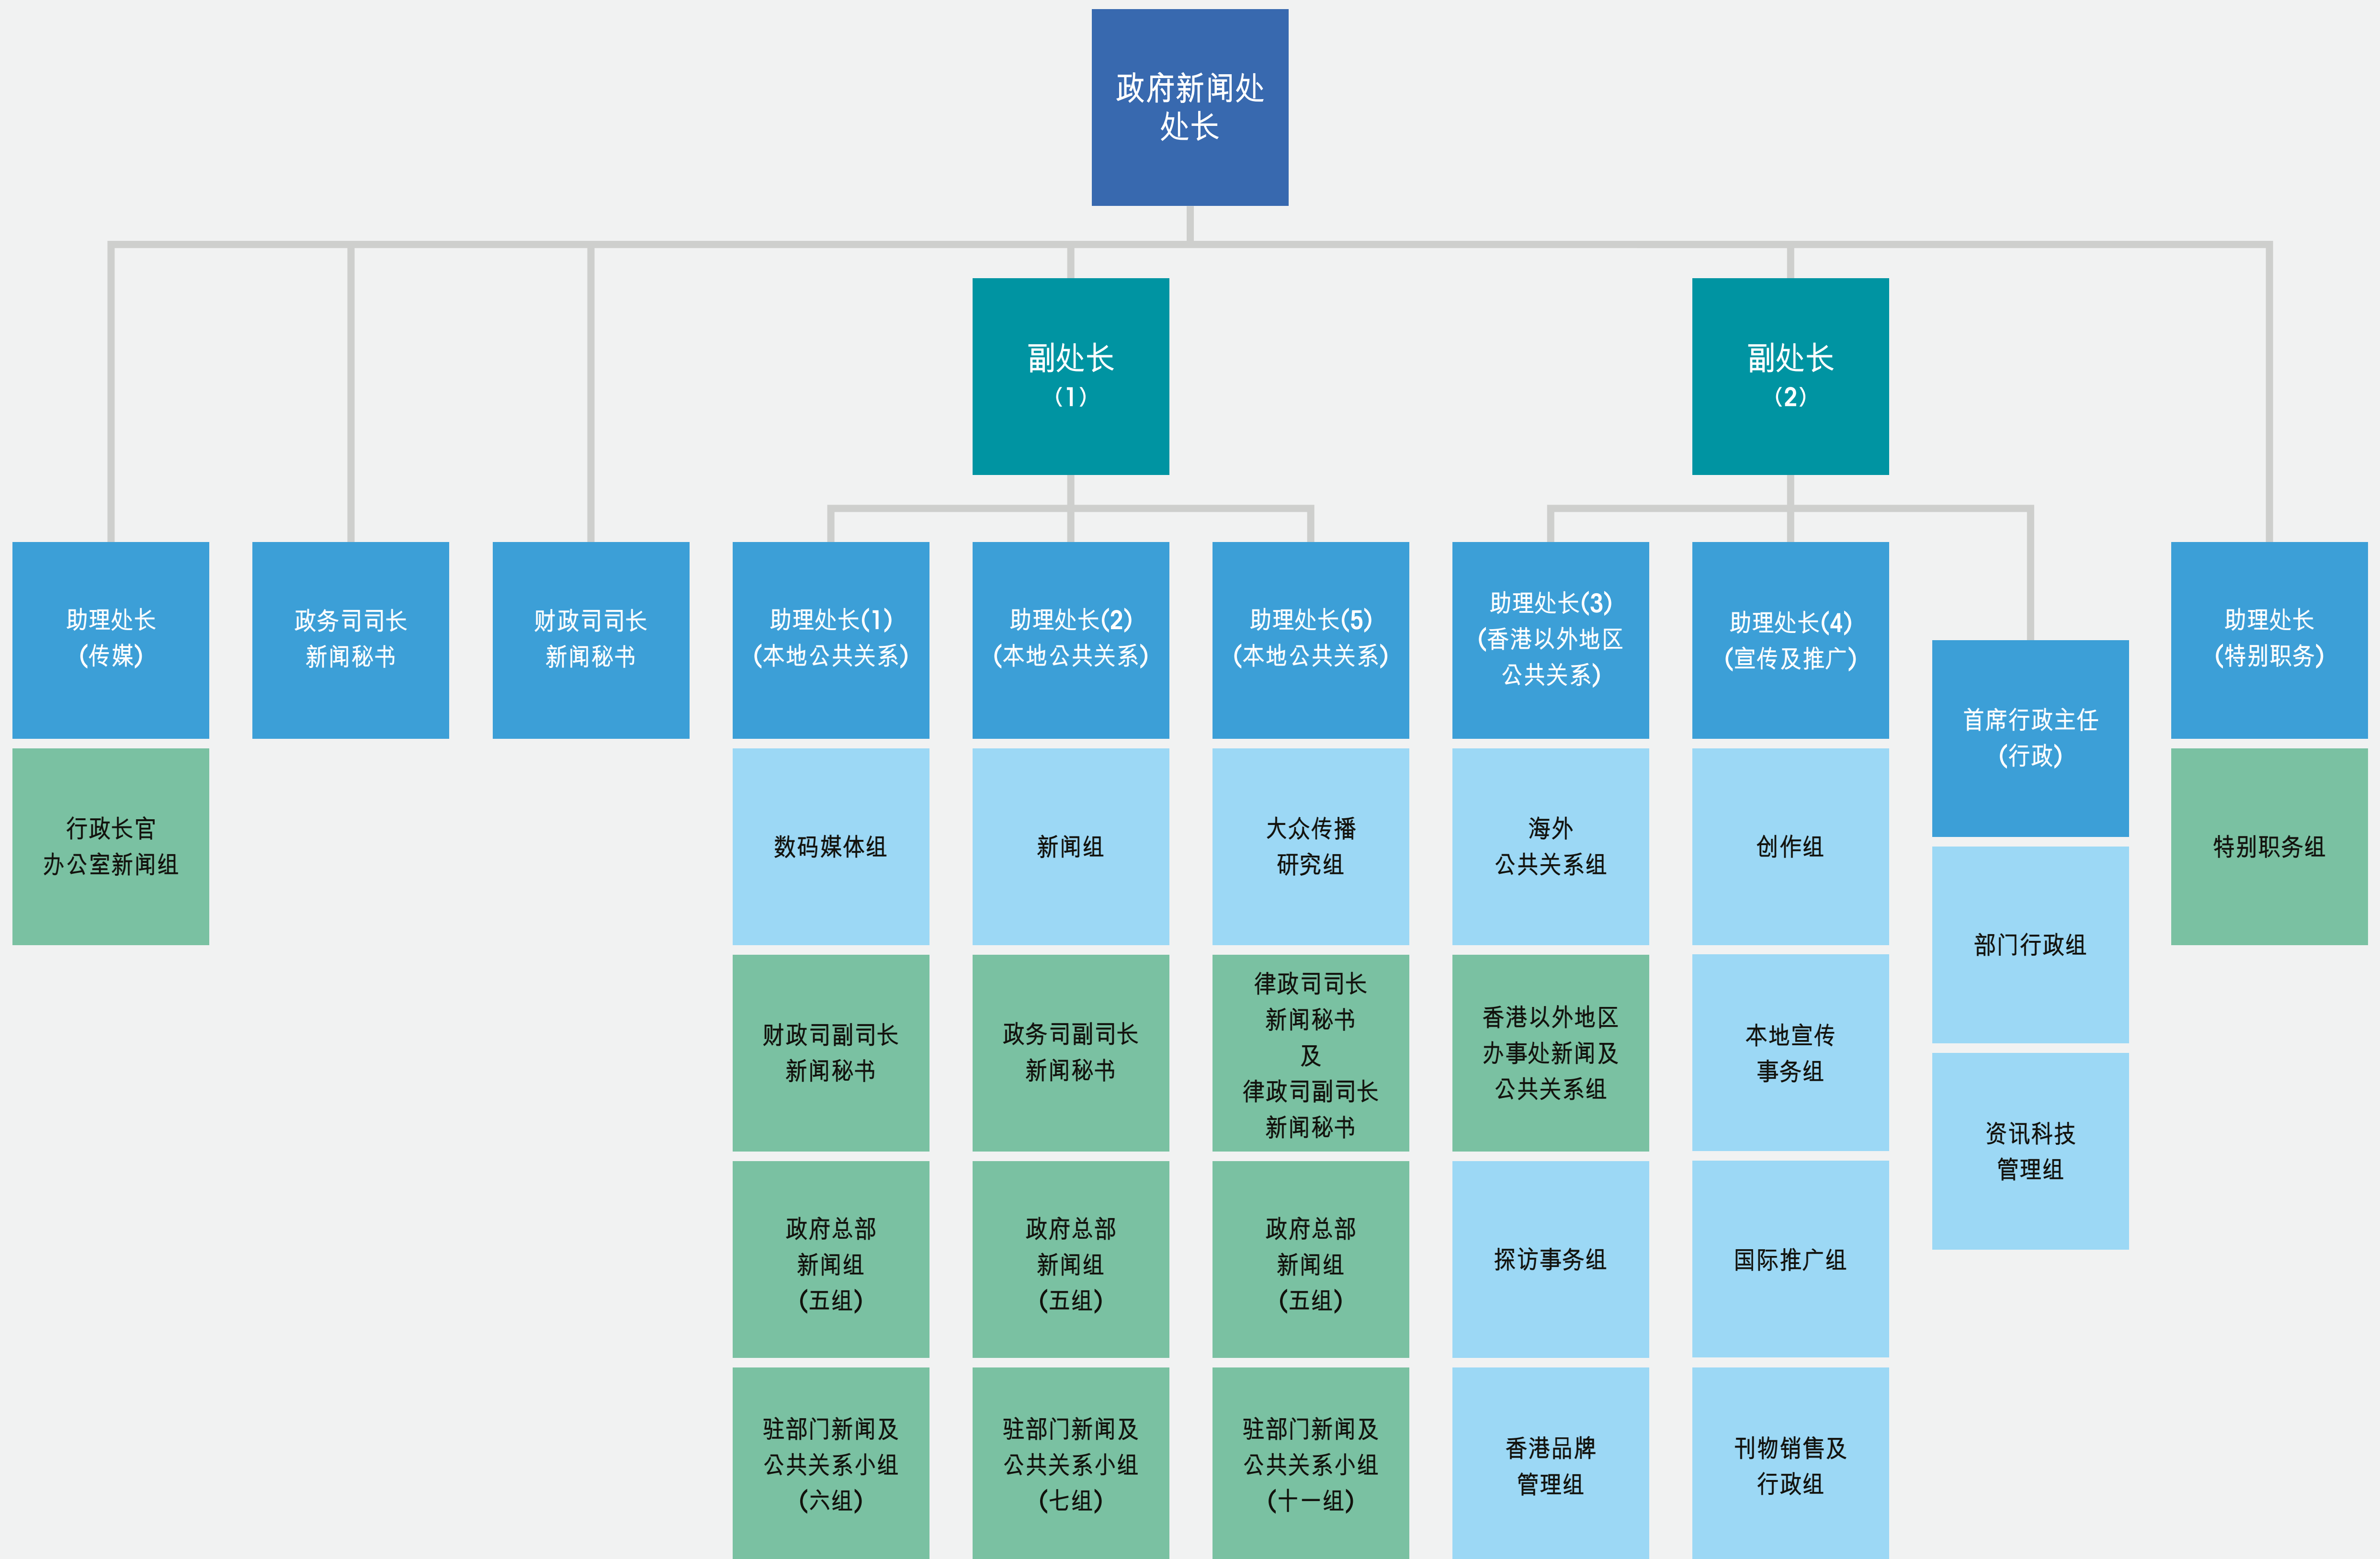 政府新闻处
处长
副处长
(1)
副处长
(2)
助理处长
(传媒)
政务司司长
新闻秘书
财政司司长
新闻秘书
助理处长(1)
(本地公共关系)
助理处长(2)
(本地公共关系)
助理处长(5)
(本地公共关系)
助理处长(3)
(香港以外地区
公共关系)
助理处长(4)
(宣传及推广)
首席行政主任
(行政)
助理处长
(特别职务)
行政长官
办公室新闻组
数码媒体组
新闻组
大众传播
研究组
海外
公共关系组
创作组
部门行政组
特别职务组
财政司副司长
新闻秘书
政务司副司长
新闻秘书
律政司司长
新闻秘书
及
律政司副司长
新闻秘书
香港以外地区
办事处新闻及
公共关系组
本地宣传
事务组
资讯科技
管理组
政府总部
新闻组
(五组)
政府总部
新闻组
(五组)
政府总部
新闻组
(五组)
探访事务组
国际推广组
驻部门新闻及
公共关系小组
(六组)
驻部门新闻及
公共关系小组
(七组)
驻部门新闻及
公共关系小组
(十一组)
香港品牌
管理组
刊物销售及
行政组